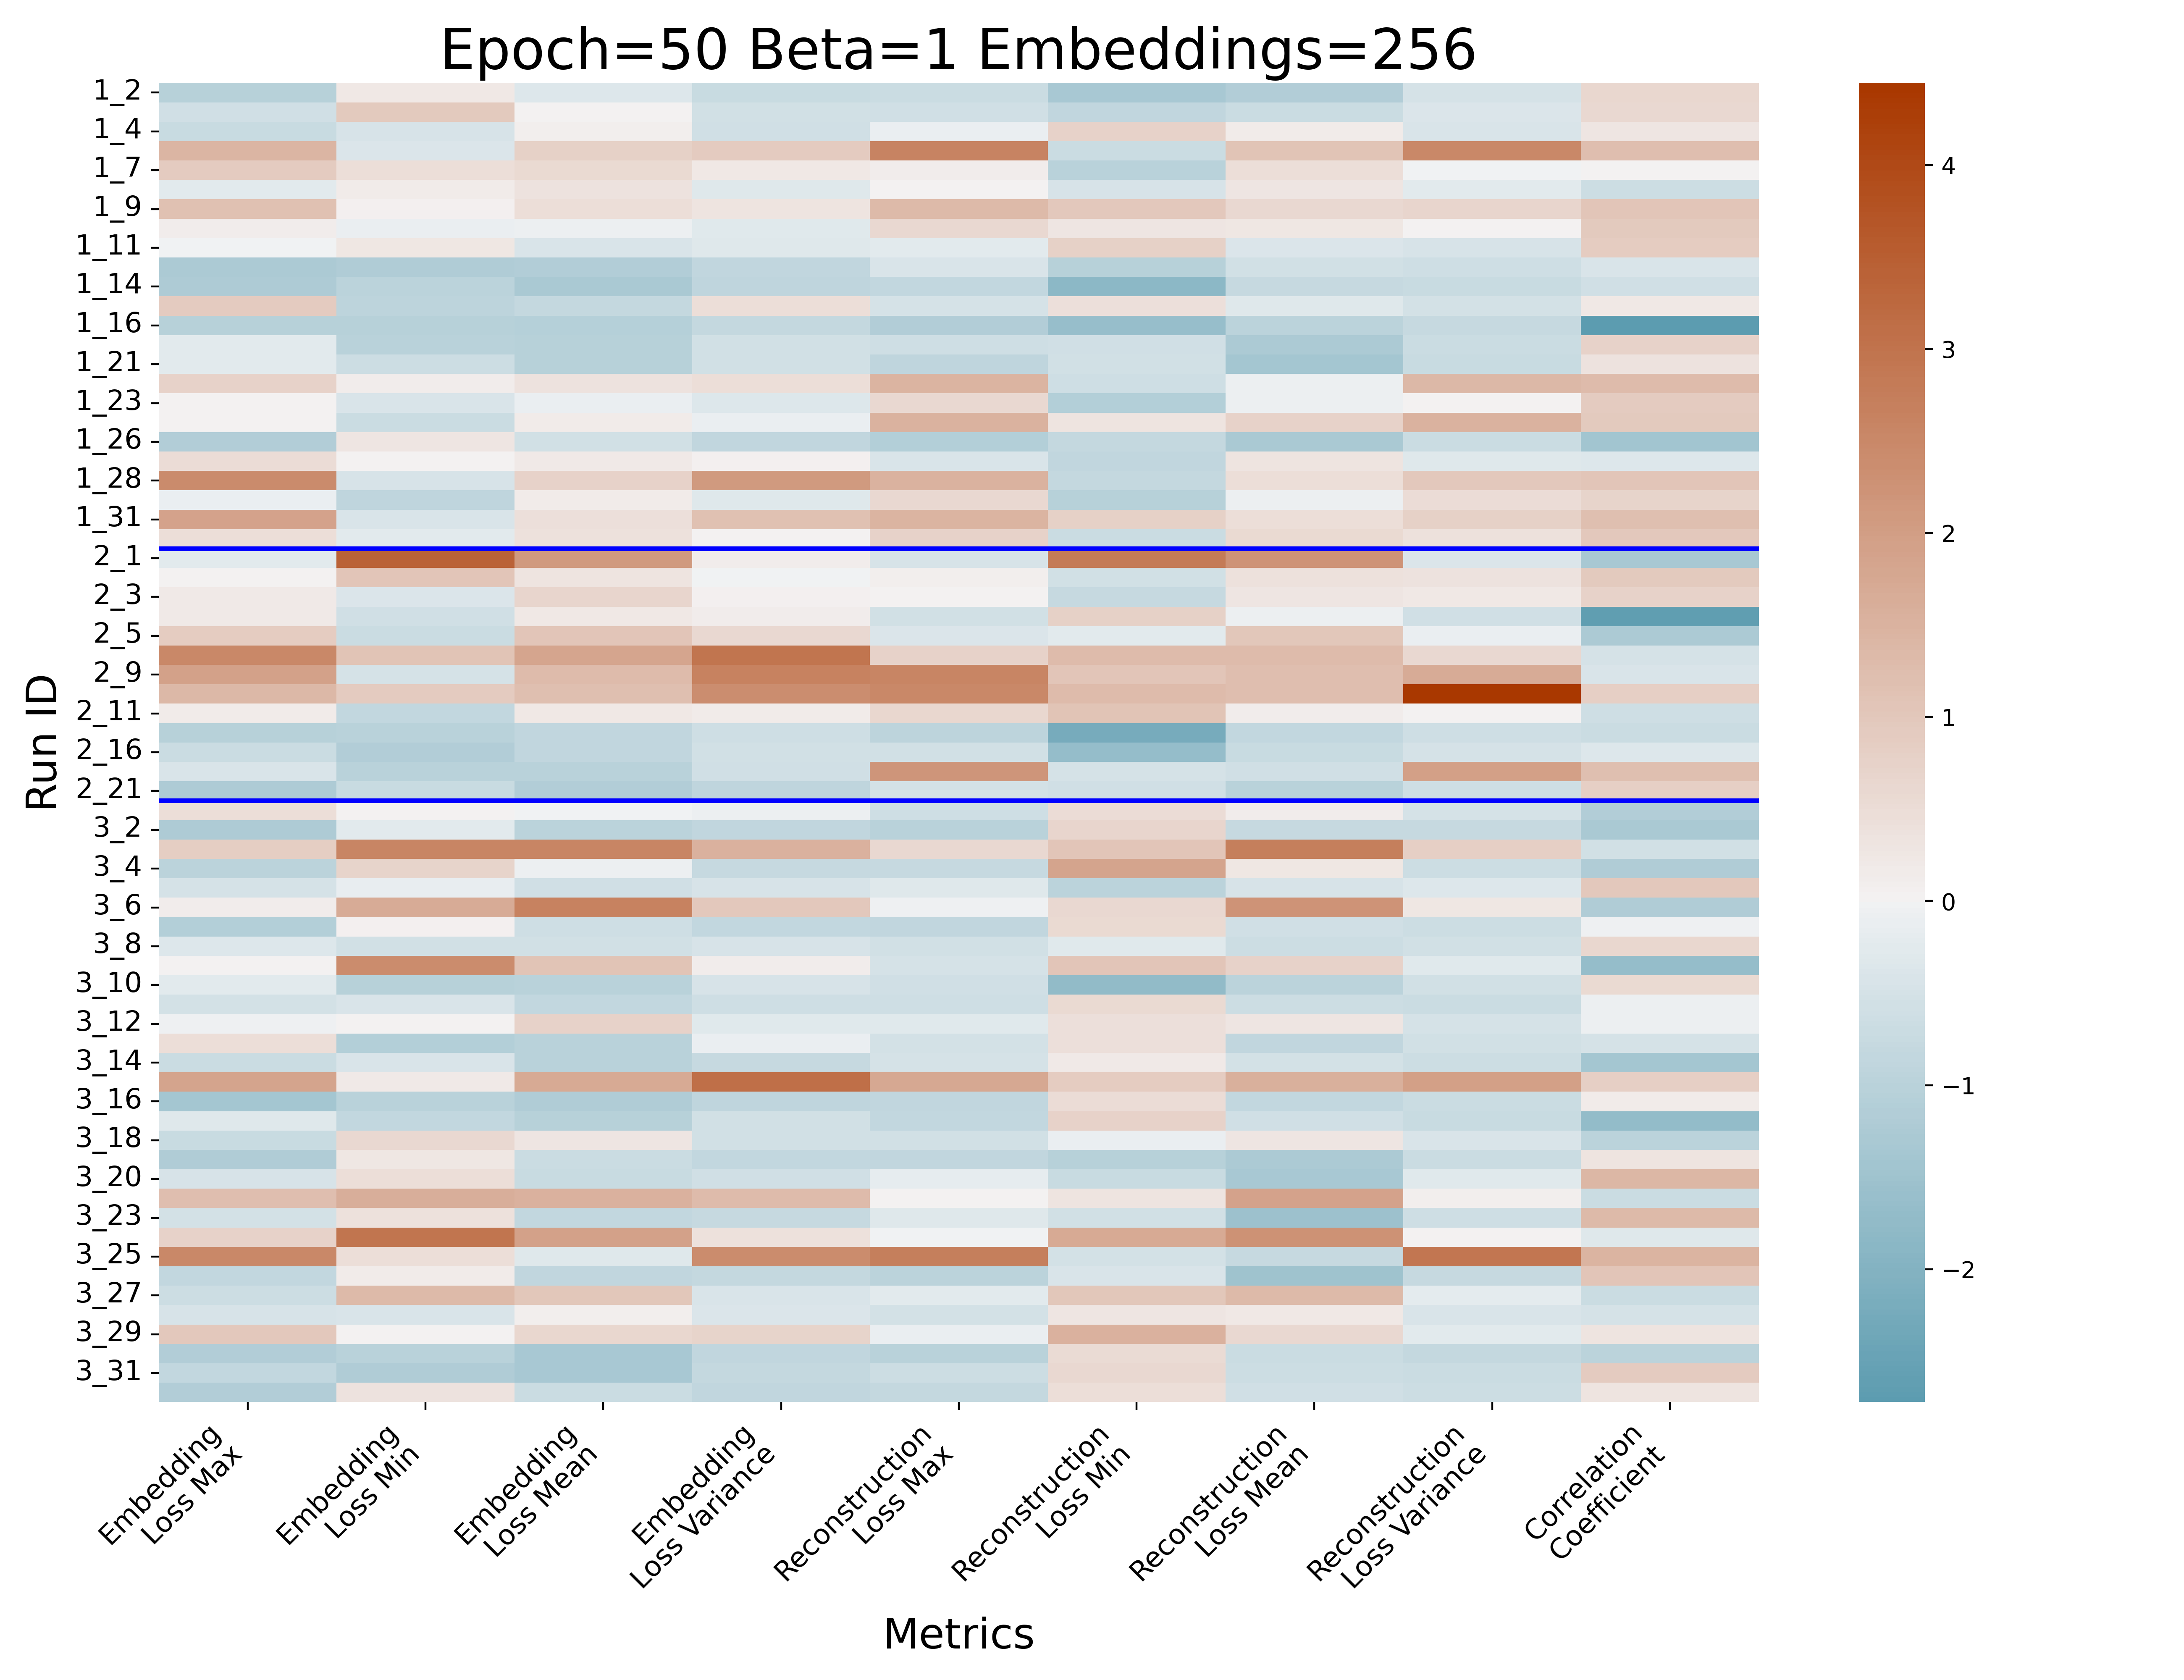 Epoch=50 Beta=1 Embeddings=256
Run ID
1_2
1_4
1_7
1_9
1_11
1_14
1_16
1_21
1_23
1_26
1_28
1_31
2_1
2_3
2_5
2_9
2_11
2_16
2_21
3_2
3_4
3_6
3_8
3_10
3_12
3_14
3_16
3_18
3_20
3_23
3_25
3_27
3_29
3_31
4
3
2
1
0
−1
−2
Embedding
Loss Max
Embedding
Loss Min
Embedding
Loss Mean
Embedding
Loss Variance
Reconstruction
Loss Max
Reconstruction
Loss Min
Reconstruction
Loss Mean
Reconstruction
Loss Variance
Correlation
Coefficient
Metrics